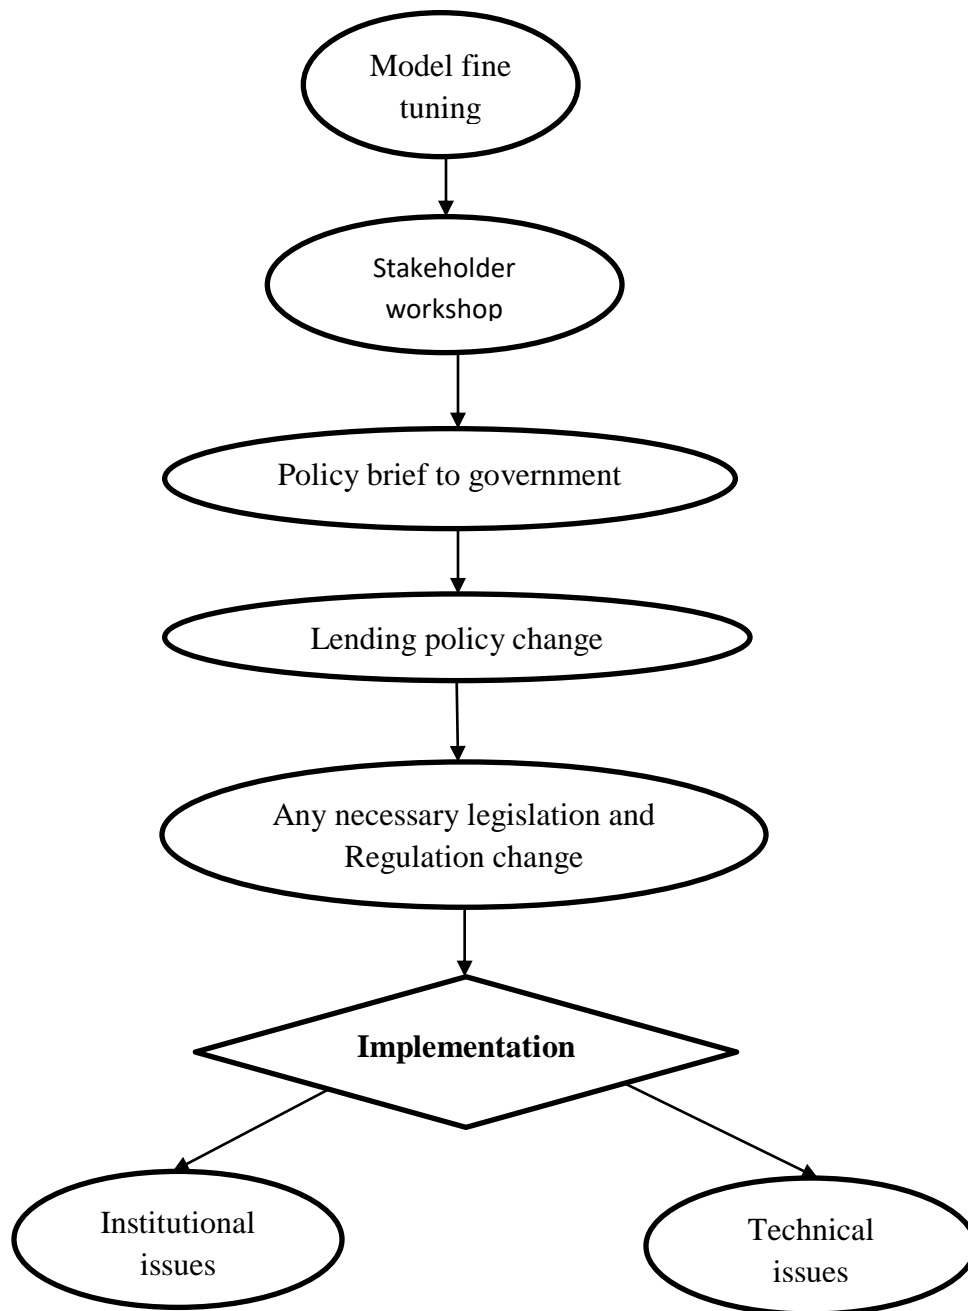 Model fine
tuning
Stakeholder
workshop
Policy brief to government
Lending policy change
Any necessary legislation and
Regulation change
Implementation
Institutional
issues
Technical
issues